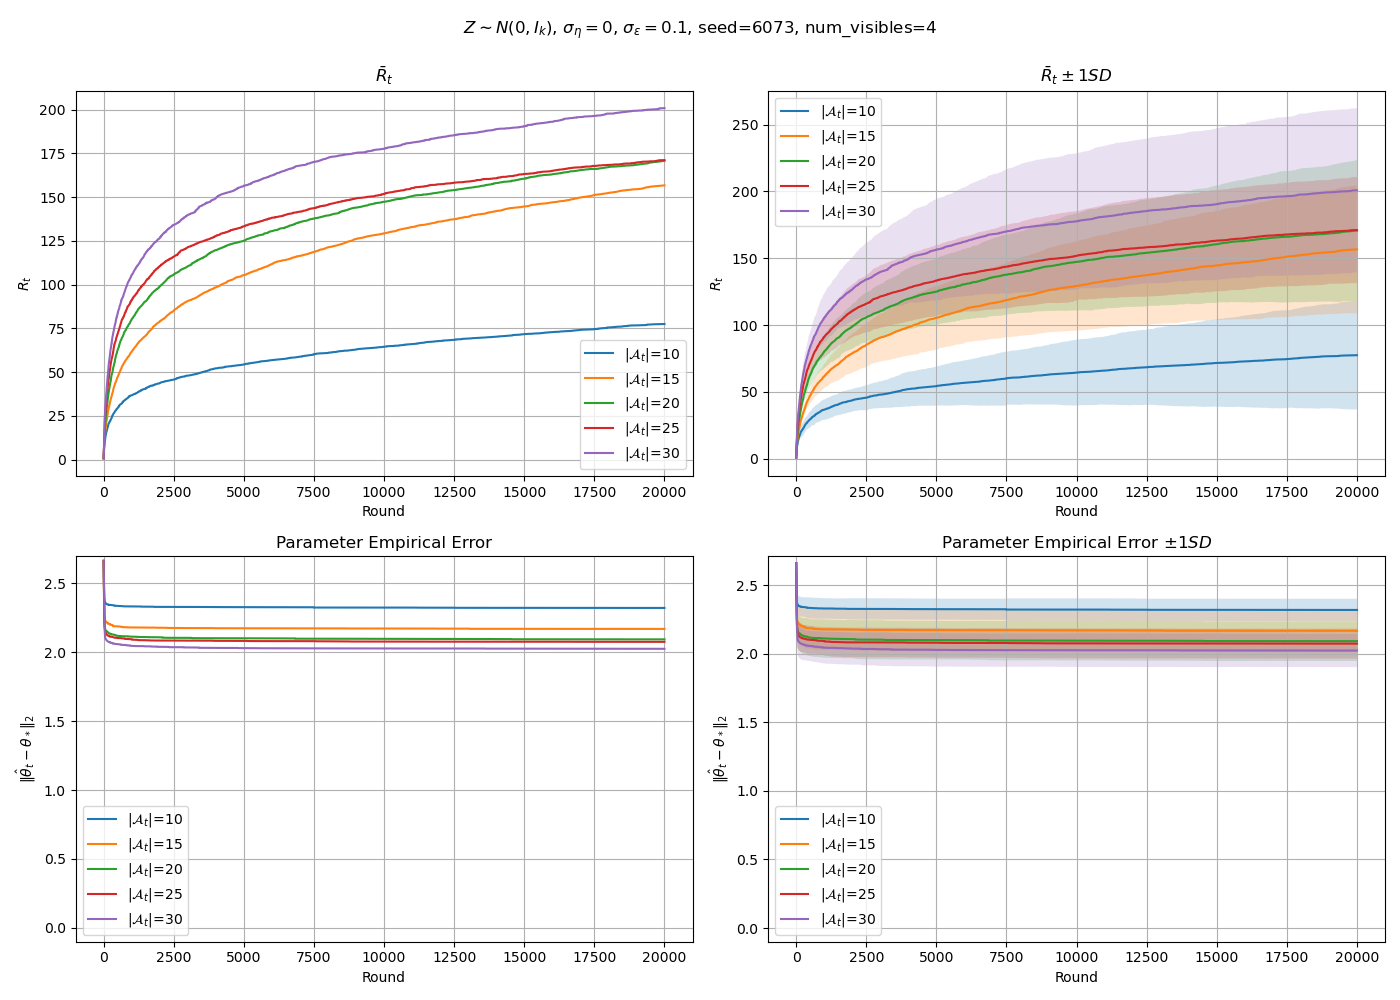 Z ∼ N(0, I_k), σ_η = 0, σ_ε = 0.1, seed=6073, num_visibles=4
R̄_t
R_t
200
175
150
125
100
75
50
25
0
|𝒜_t|=10
|𝒜_t|=15
|𝒜_t|=20
|𝒜_t|=25
|𝒜_t|=30
0 2500 5000 7500 10000 12500 15000 17500 20000
Round
R̄_t ± 1SD
R_t
250
200
150
100
50
0
|𝒜_t|=10
|𝒜_t|=15
|𝒜_t|=20
|𝒜_t|=25
|𝒜_t|=30
0 2500 5000 7500 10000 12500 15000 17500 20000
Round
Parameter Empirical Error
‖θ̂_t − θ_*‖₂
2.5
2.0
1.5
1.0
0.5
0.0
|𝒜_t|=10
|𝒜_t|=15
|𝒜_t|=20
|𝒜_t|=25
|𝒜_t|=30
0 2500 5000 7500 10000 12500 15000 17500 20000
Round
Parameter Empirical Error ±1SD
‖θ̂_t − θ_*‖₂
2.5
2.0
1.5
1.0
0.5
0.0
|𝒜_t|=10
|𝒜_t|=15
|𝒜_t|=20
|𝒜_t|=25
|𝒜_t|=30
0 2500 5000 7500 10000 12500 15000 17500 20000
Round